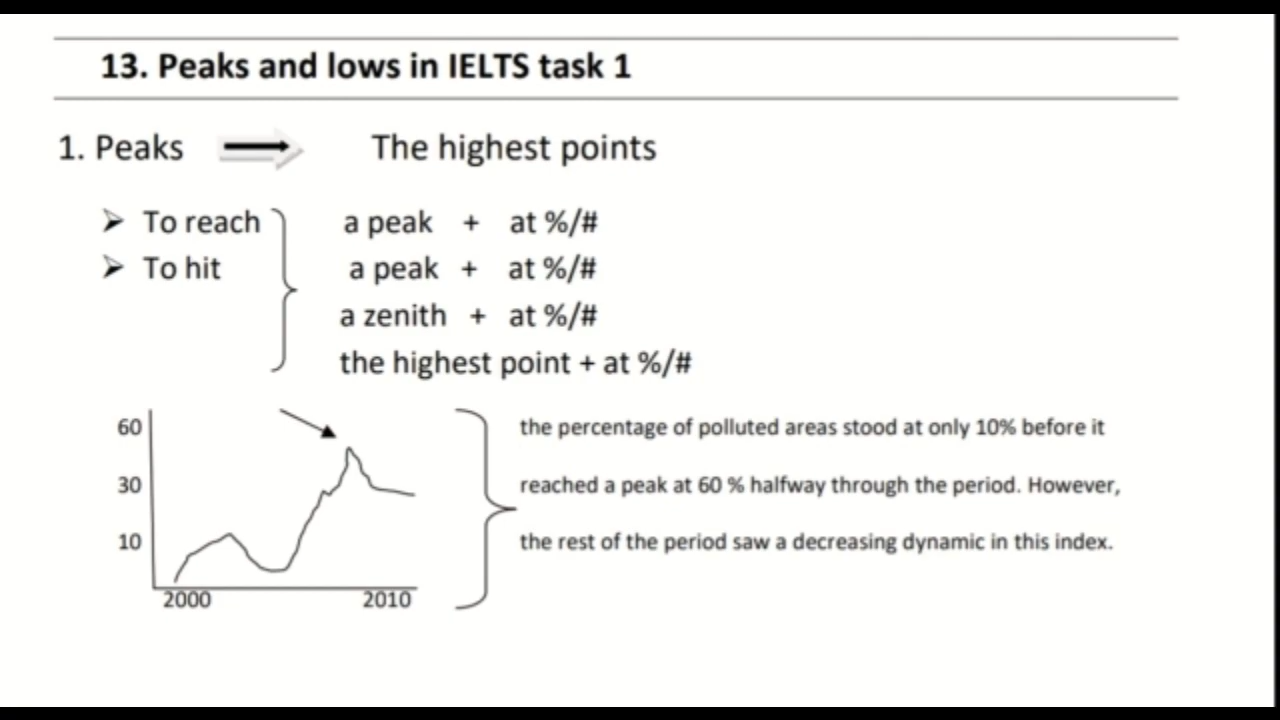 13. Peaks and lows in IELTS task 1
1. Peaks The highest points
To reach a peak + at %/#
To hit a peak + at %/#
a zenith + at %/#
the highest point + at %/#
60
30
10
2000 2010
the percentage of polluted areas stood at only 10% before it
reached a peak at 60 % halfway through the period. However,
the rest of the period saw a decreasing dynamic in this index.